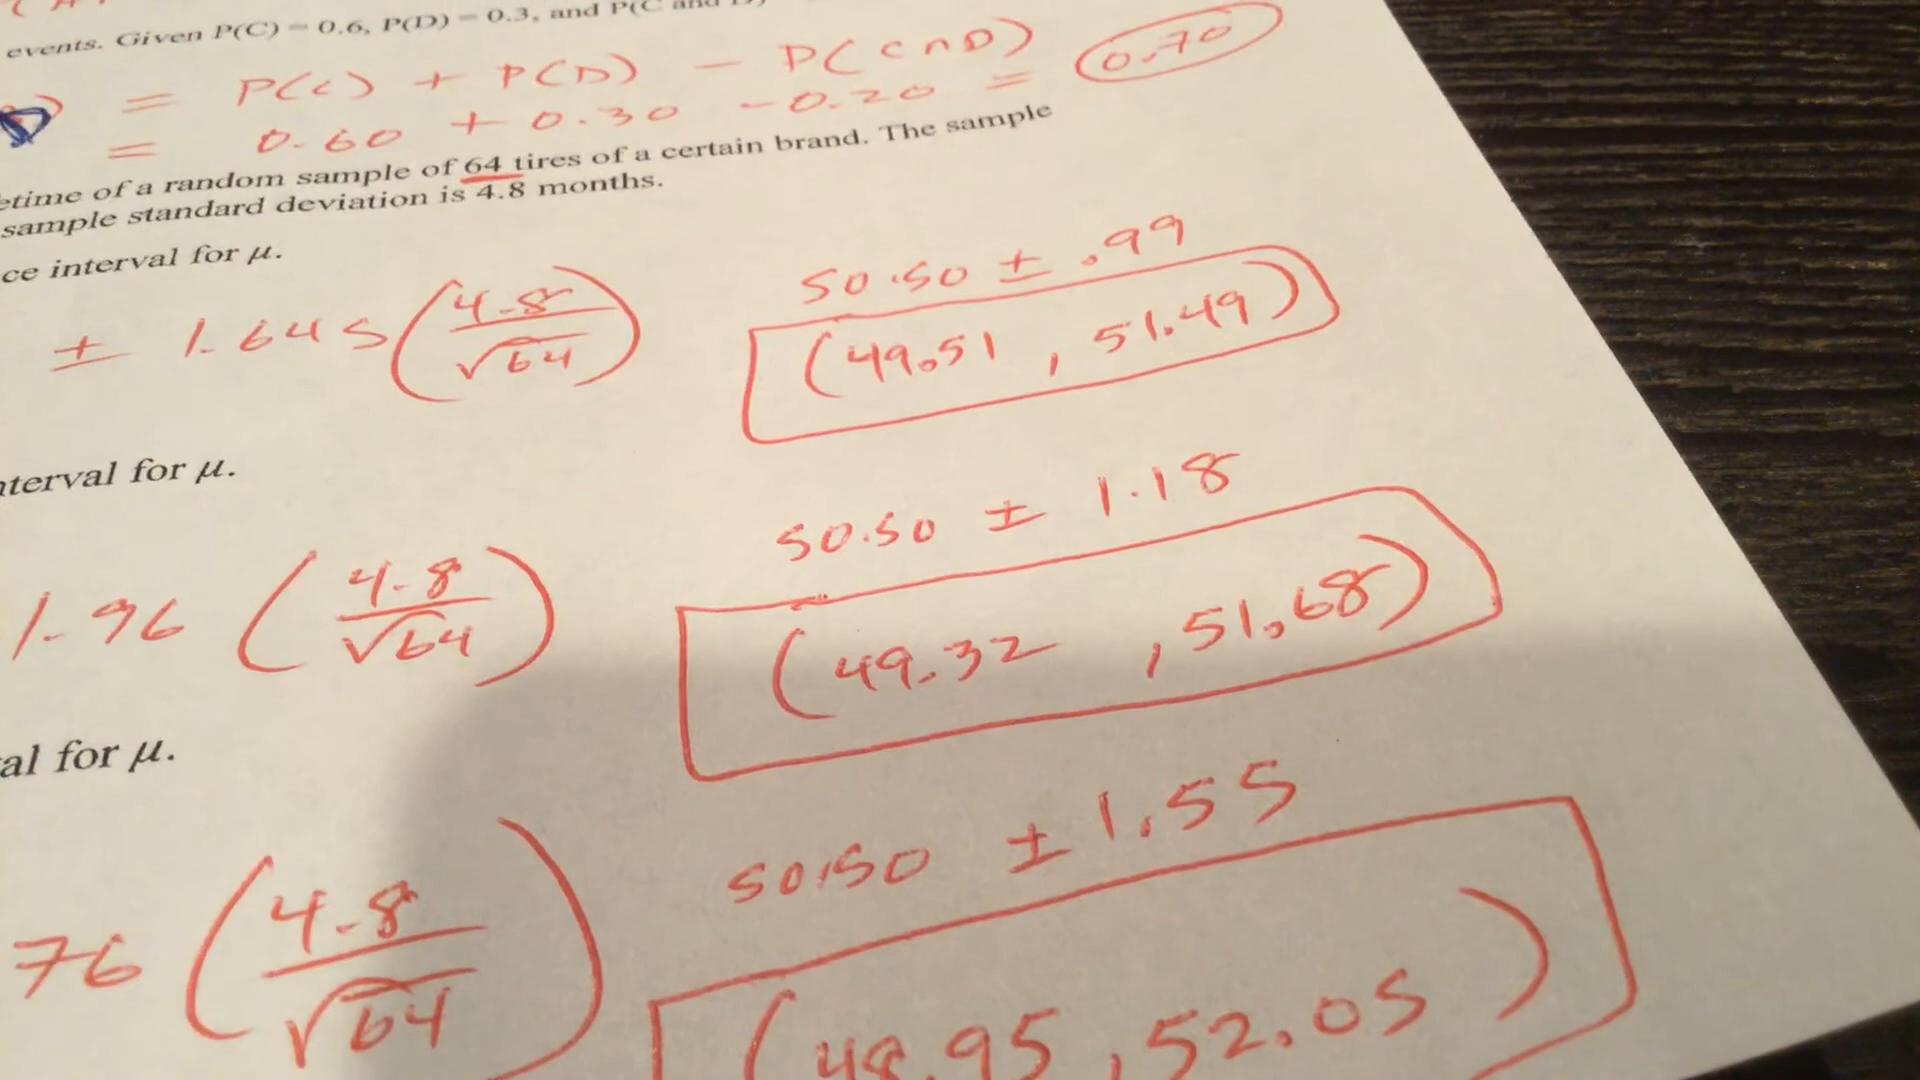 events. Given P(C) = 0.6, P(D) = 0.3, and P(C and
= P(C) + P(D) - P(C ∩ D)
= 0.60 + 0.30 - 0.20 = 0.70
etime of a random sample of 64 tires of a certain brand. The sample
sample standard deviation is 4.8 months.
ce interval for μ.
± 1.645 (4.8/√64) 50.50 ± .99
(49.51, 51.49)
nterval for μ.
1.96 (4.8/√64) 50.50 ± 1.18
(49.32, 51.68)
al for μ.
76 (4.8/√64) 50.50 ± 1.55
(48.95, 52.05)